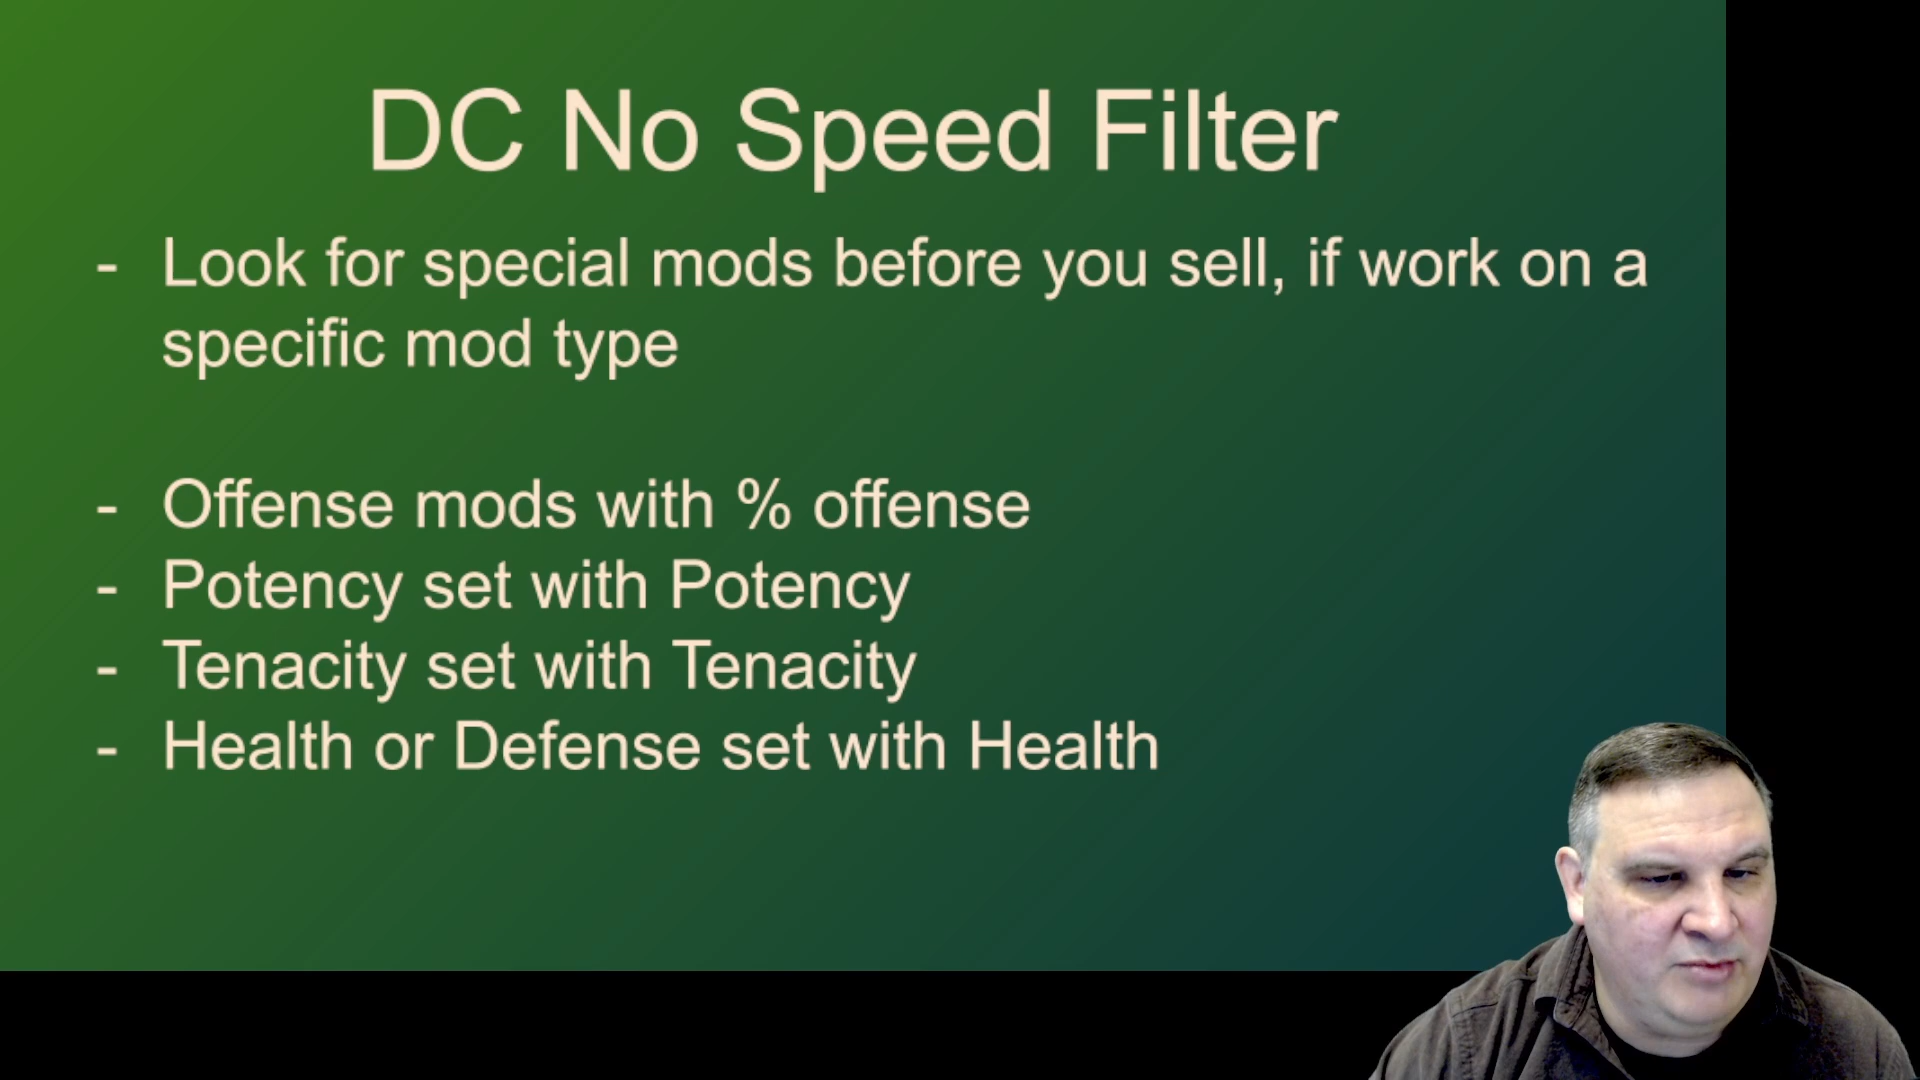 DC No Speed Filter
- Look for special mods before you sell, if work on a
specific mod type
- Offense mods with % offense
- Potency set with Potency
- Tenacity set with Tenacity
- Health or Defense set with Health